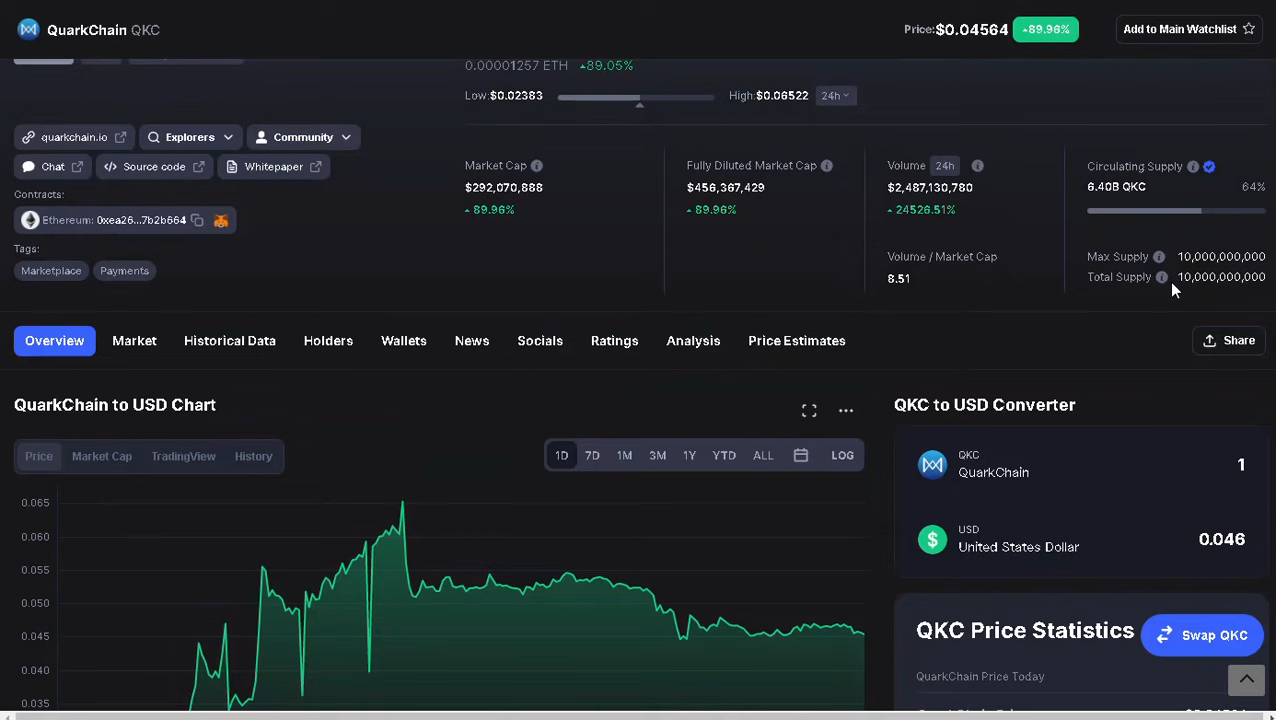 QuarkChain QKC
Price: $0.04564 89.96%
Add to Main Watchlist
0.00001257 ETH 89.05%
Low: $0.02383
High: $0.06522
24h
quarkchain.io
Explorers
Community
Chat
Source code
Whitepaper
Contracts:
Ethereum: 0xea26...7b2b664
Tags:
Marketplace
Payments
Market Cap
$292,070,888
89.96%
Fully Diluted Market Cap
$456,367,429
89.96%
Volume 24h
$2,487,130,780
24526.51%
Volume / Market Cap
8.51
Circulating Supply
6.40B QKC
64%
Max Supply 10,000,000,000
Total Supply 10,000,000,000
Overview
Market
Historical Data
Holders
Wallets
News
Socials
Ratings
Analysis
Price Estimates
Share
QuarkChain to USD Chart
Price
Market Cap
TradingView
History
1D
7D
1M
3M
1Y
YTD
ALL
LOG
0.065
0.060
0.055
0.050
0.045
0.040
0.035
QKC to USD Converter
QKC
QuarkChain
1
USD
United States Dollar
0.046
QKC Price Statistics
Swap QKC
QuarkChain Price Today